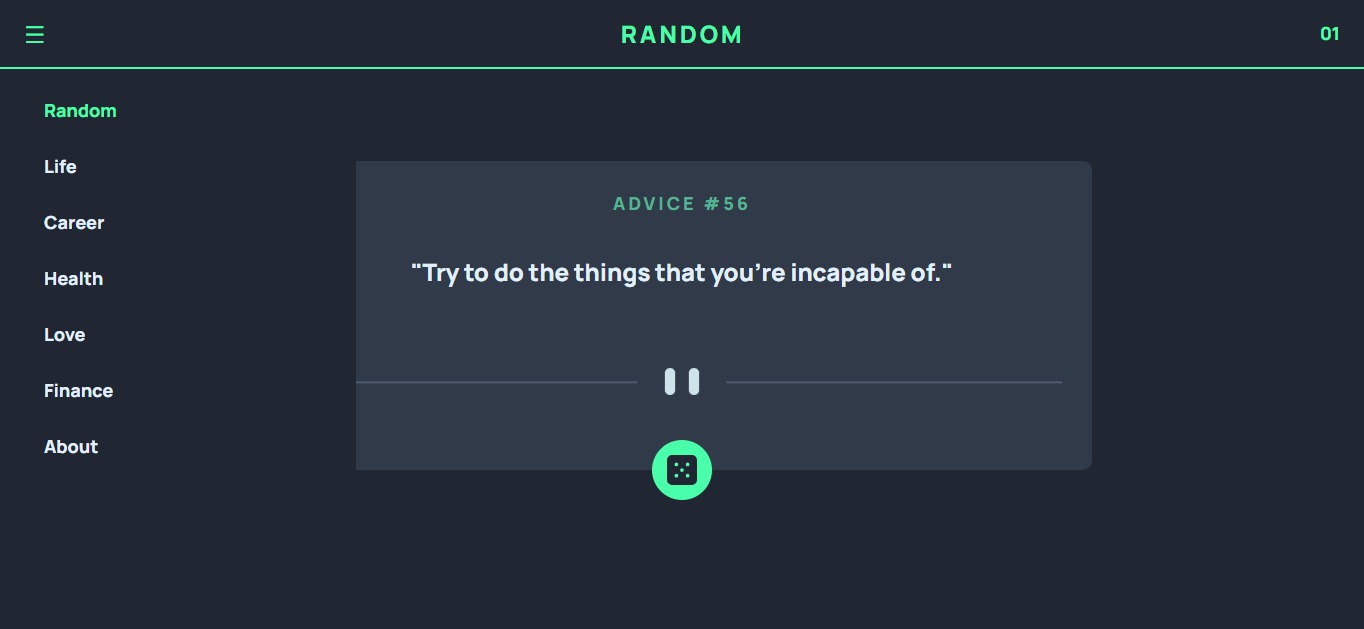 ☰ RANDOM 01
Random
Life
Career
Health
Love
Finance
About
ADVICE #56
"Try to do the things that you're incapable of."